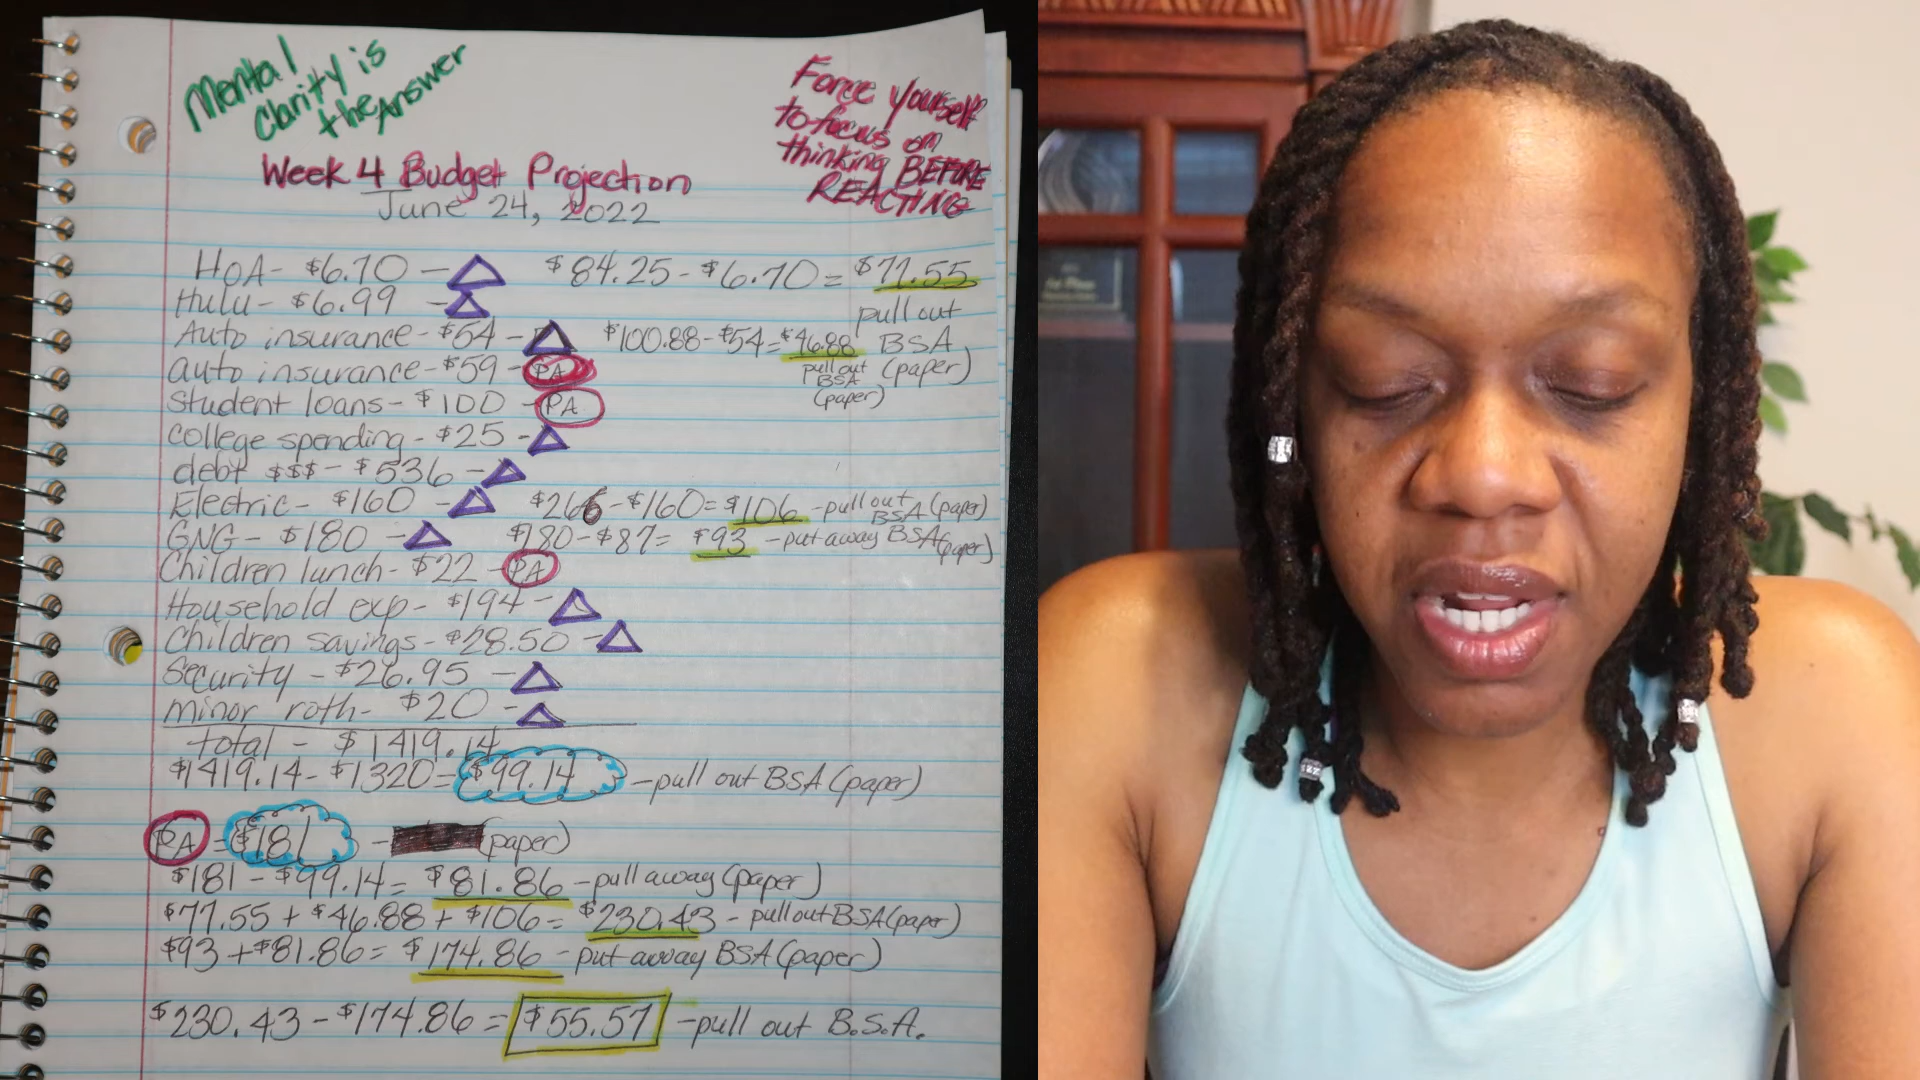 Mental
Clarity is
the Answer
Force yourself
to focus on
thinking BEFORE
REACTING
Week 4 Budget Projection
June 24, 2022
HOA- $6.70 - $84.25 - $6.70 = $77.55
pull out
BSA
(paper)
Hulu- $6.99 -
Auto insurance- $54 - $100.88-$54=$46.88
pull out
BSA
(paper)
auto insurance- $59 - PA
Student loans- $100 - PA
college spending - $25 -
debt $$$ - $536 -
Electric- $160 - $266 - $160 = $106 - pull out
BSA (paper)
GNG - $180 - $180 - $87 = $93 - put away BSA
(paper)
Children lunch- $22 - PA
Household exp- $194 -
Children savings- $28.50 -
Security - $26.95 -
minor roth- $20 -
total - $1419.14
$1419.14 - $1320 = $99.14 - pull out BSA (paper)
PA = $181 - (paper)
$181 - $99.14 = $81.86 - pull away (paper)
$77.55 + $46.88 + $106 = $230.43 - pull out BSA (paper)
$93 + $81.86 = $174.86 - put away BSA (paper)
$230.43 - $174.86 = $55.57 - pull out B.S.A.